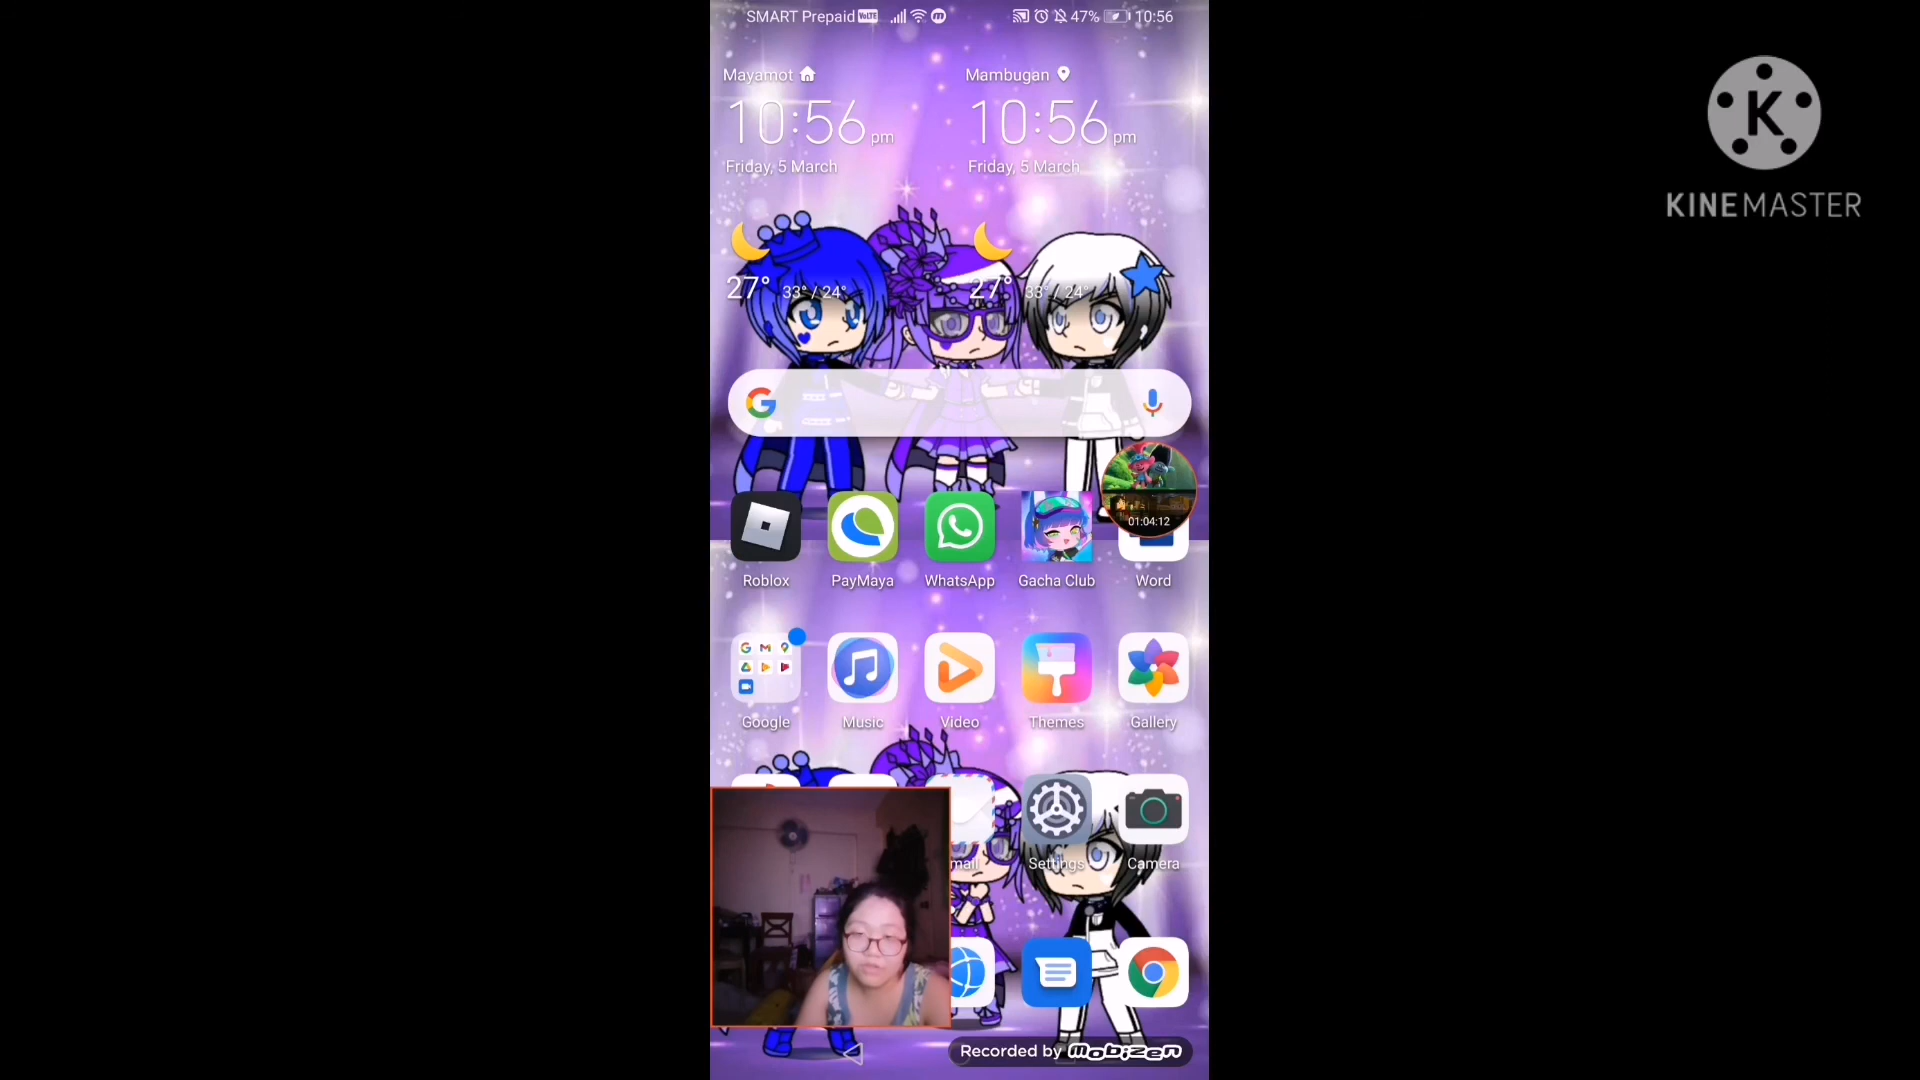 SMART Prepaid VoLTE 47% 10:56
Mayamot
10:56 pm
Friday, 5 March
27° 33° / 24°
Mambugan
10:56 pm
Friday, 5 March
27° 33° / 24°
01:04:12
Roblox PayMaya WhatsApp Gacha Club Word
Google Music Video Themes Gallery
mail Settings Camera
Recorded by mobizen
K
KINEMASTER